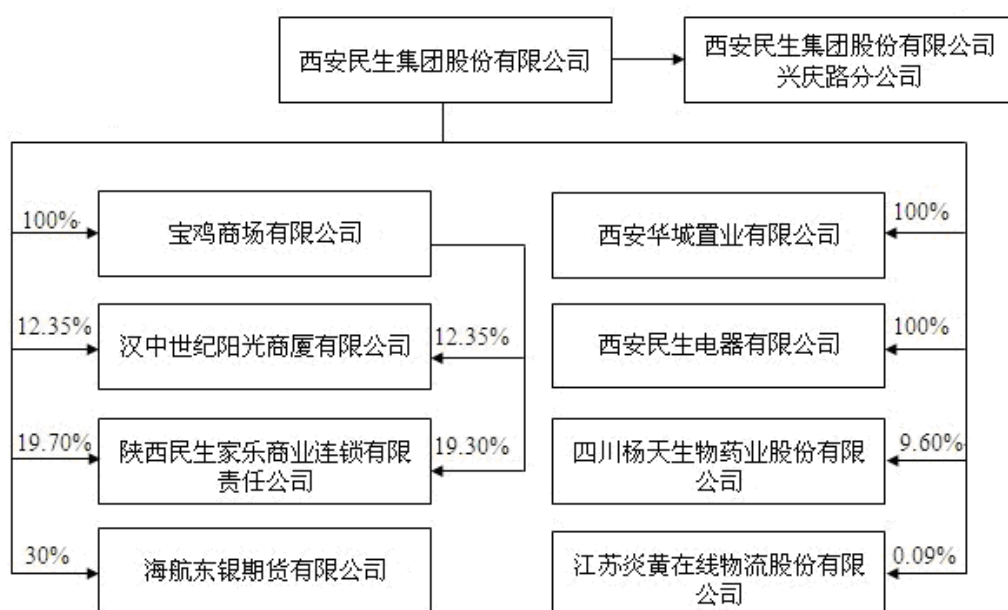 西安民生集团股份有限公司
西安民生集团股份有限公司
兴庆路分公司
100%
宝鸡商场有限公司
西安华城置业有限公司
100%
12.35%
汉中世纪阳光商厦有限公司
12.35%
西安民生电器有限公司
100%
19.70%
陕西民生家乐商业连锁有限
责任公司
19.30%
四川杨天生物药业股份有限
公司
9.60%
30%
海航东银期货有限公司
江苏炎黄在线物流股份有限
公司
0.09%